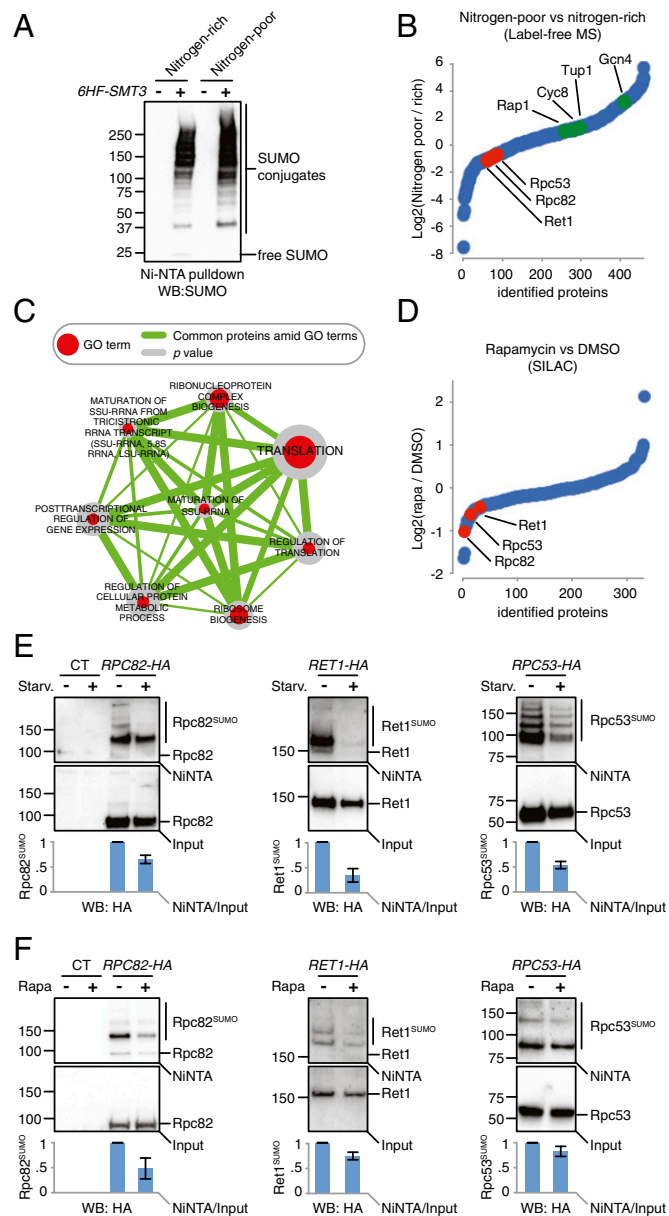 A
Nitrogen-rich
Nitrogen-poor
6HF-SMT3
- + - +
250
150
100
75
50
37
25
SUMO
conjugates
free SUMO
Ni-NTA pulldown
WB:SUMO
B
Nitrogen-poor vs nitrogen-rich
(Label-free MS)
Log2(Nitrogen poor / rich)
6
4
2
0
-2
-4
-6
-8
Gcn4
Tup1
Cyc8
Rap1
Rpc53
Rpc82
Ret1
0 100 200 300 400
identified proteins
C
GO term
Common proteins amid GO terms
p value
RIBONUCLEOPROTEIN
COMPLEX
BIOGENESIS
MATURATION OF
SSU-RRNA FROM
TRICISTRONIC
RRNA TRANSCRIPT
(SSU-RRNA, 5.8S
RRNA, LSU-RRNA)
TRANSLATION
MATURATION OF
SSU-RRNA
POSTTRANSCRIPTIONAL
REGULATION OF
GENE EXPRESSION
REGULATION OF
TRANSLATION
REGULATION OF
CELLULAR PROTEIN
METABOLIC
PROCESS
RIBOSOME
BIOGENESIS
D
Rapamycin vs DMSO
(SILAC)
Log2(rapa / DMSO)
2
1
0
-1
-2
Ret1
Rpc53
Rpc82
0 100 200 300
identified proteins
E
CT RPC82-HA
Starv. - + - +
150
100
Rpc82SUMO
Rpc82
NiNTA
150
100
Rpc82
Input
Rpc82SUMO
1
.5
0
WB: HA
NiNTA/Input
RET1-HA
Starv. - +
150
Ret1SUMO
Ret1
NiNTA
150
Ret1
Input
Ret1SUMO
1
.5
0
WB: HA
NiNTA/Input
RPC53-HA
Starv. - +
150
100
75
Rpc53SUMO
NiNTA
75
50
Rpc53
Input
Rpc53SUMO
1
.5
0
WB: HA
NiNTA/Input
F
CT RPC82-HA
Rapa - + - +
150
100
Rpc82SUMO
Rpc82
NiNTA
150
100
Rpc82
Input
Rpc82SUMO
1
.5
0
WB: HA
NiNTA/Input
RET1-HA
Rapa - +
150
Ret1SUMO
Ret1
NiNTA
150
Ret1
Input
Ret1SUMO
1
.5
0
WB: HA
NiNTA/Input
RPC53-HA
Rapa - +
150
100
75
Rpc53SUMO
NiNTA
75
50
Rpc53
Input
Rpc53SUMO
1
.5
0
WB: HA
NiNTA/Input